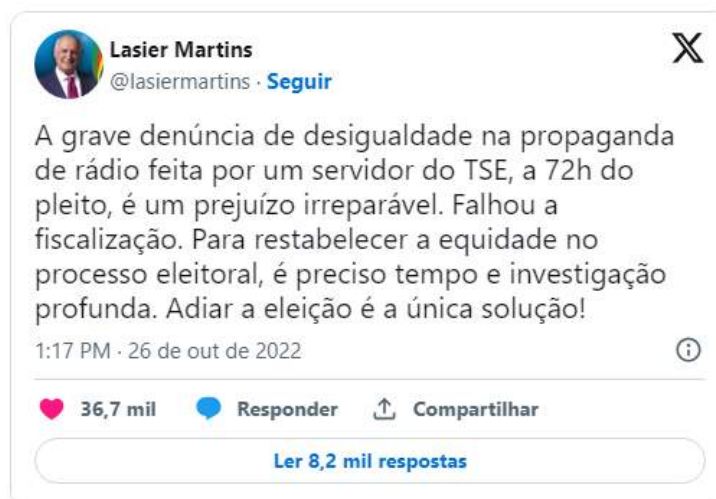 Lasier Martins
@lasiermartins · Seguir
A grave denúncia de desigualdade na propaganda
de rádio feita por um servidor do TSE, a 72h do
pleito, é um prejuízo irreparável. Falhou a
fiscalização. Para restabelecer a equidade no
processo eleitoral, é preciso tempo e investigação
profunda. Adiar a eleição é a única solução!
1:17 PM · 26 de out de 2022
36,7 mil Responder Compartilhar
Ler 8,2 mil respostas